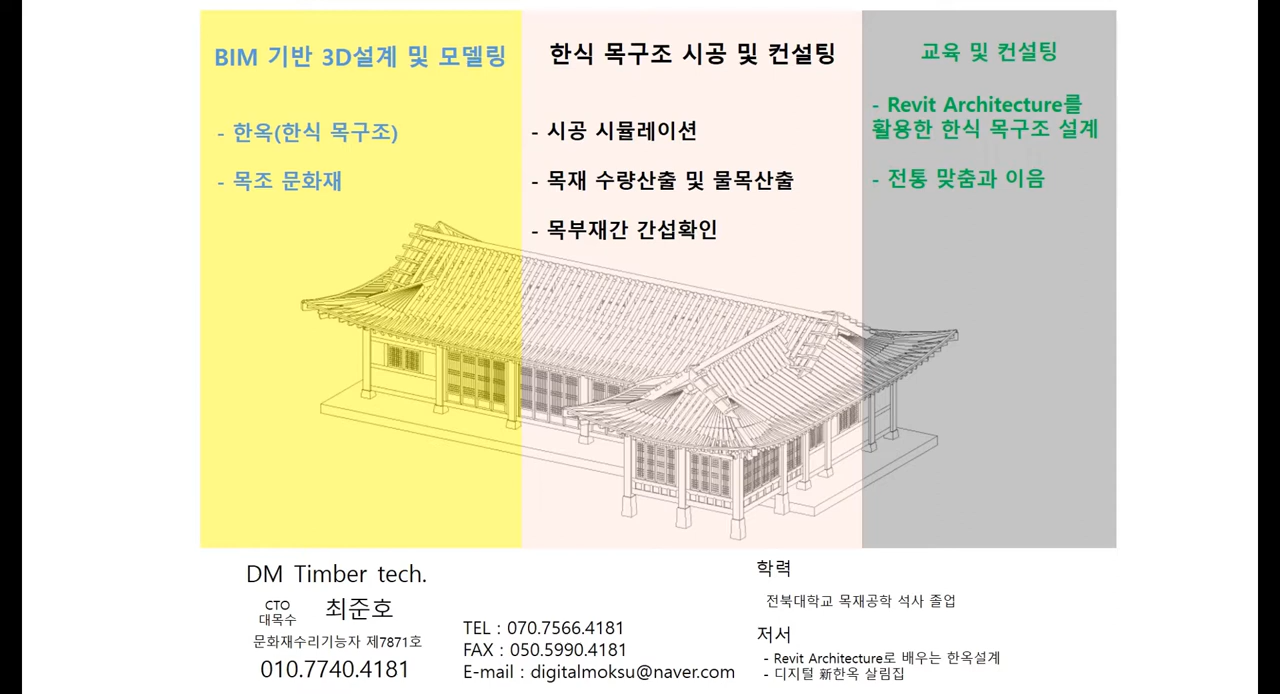 BIM 기반 3D설계 및 모델링
- 한옥(한식 목구조)
- 목조 문화재
한식 목구조 시공 및 컨설팅
- 시공 시뮬레이션
- 목재 수량산출 및 물목산출
- 목부재간 간섭확인
교육 및 컨설팅
- Revit Architecture를
활용한 한식 목구조 설계
- 전통 맞춤과 이음
DM Timber tech.
CTO
대목수
최준호
문화재수리기능자 제7871호
010.7740.4181
TEL : 070.7566.4181
FAX : 050.5990.4181
E-mail : digitalmoksu@naver.com
학력
전북대학교 목재공학 석사 졸업
저서
- Revit Architecture로 배우는 한옥설계
- 디지털 新한옥 살림집